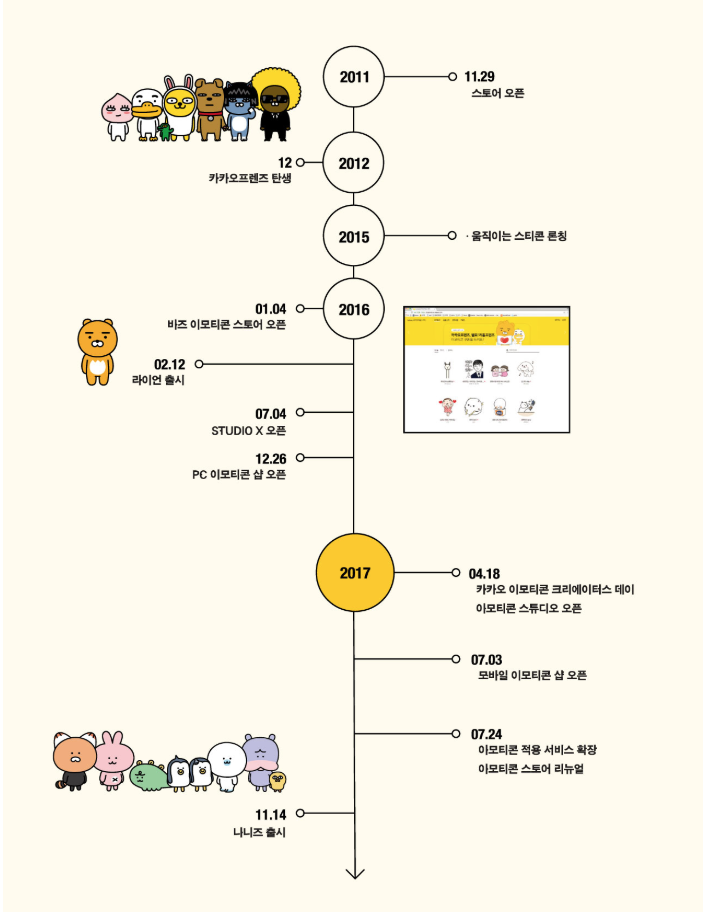 2011
11.29
스토어 오픈
12
2012
카카오프렌즈 탄생
2015
· 움직이는 스티콘 론칭
01.04
2016
비즈 이모티콘 스토어 오픈
02.12
라이언 출시
07.04
STUDIO X 오픈
12.26
PC 이모티콘 샵 오픈
2017
04.18
카카오 이모티콘 크리에이터스 데이
아모티콘 스튜디오 오픈
07.03
모바일 이모티콘 샵 오픈
07.24
아모티콘 적용 서비스 확장
아모티콘 스토어 리뉴얼
11.14
나니즈 출시